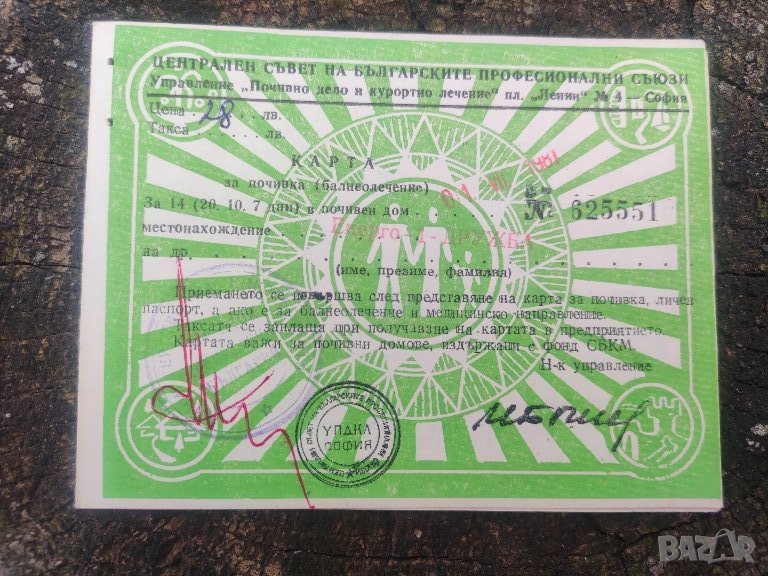 ЦЕНТРАЛЕН СЪВЕТ НА БЪЛГАРСКИТЕ ПРОФЕСИОНАЛНИ СЪЮЗИ
Управление „Почивно дело и курортно лечение" пл. „Ленин" № 4 — София
Цена . 28 . лв.
Такса . . . . . лв.
КАРТА
за почивка (балнеолечение)
1981
За 14 (20, 10, 7 дни) в почивен дом . . . . . . Б № 625551
местонахождение
на др.
(име, презиме, фамилия)
Приемането се извършва след представяне на карта за почивка, личен
паспорт, а ако е за балнеолечение и медицинско направление.
Таксата се заплаща при получаване на картата в предприятието.
Картата важи за почивни домове, издържани с фонд СБКМ.
Н-к управление
УПДКЛ
СОФИЯ
BAZAR